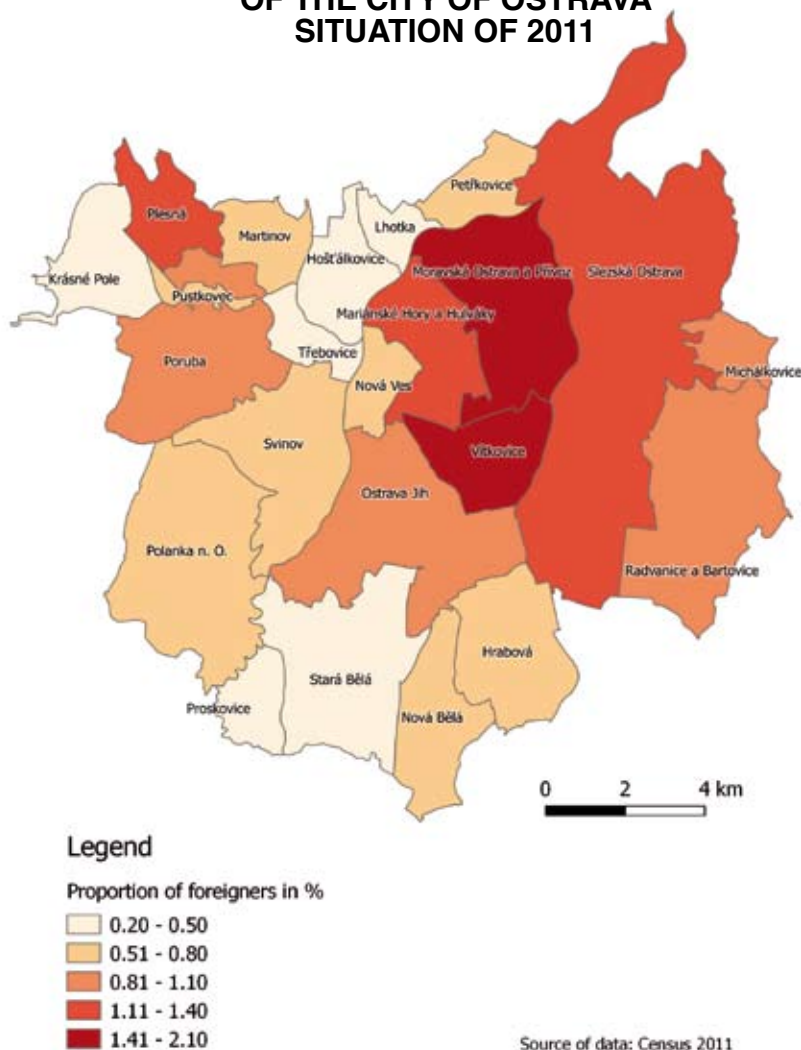 OF THE CITY OF OSTRAVA
SITUATION OF 2011
Petřkovice
Plesná
Lhotka
Martinov
Hošťálkovice
Moravská Ostrava a Přívoz
Slezská Ostrava
Krásné Pole
Pustkovec
Mariánské Hory a Hulváky
Třebovice
Poruba
Michálkovice
Nová Ves
Svinov
Vítkovice
Ostrava Jih
Polanka n. O.
Radvanice a Bartovice
Hrabová
Stará Bělá
Proskovice
Nová Bělá
0 2 4 km
Legend
Proportion of foreigners in %
0.20 - 0.50
0.51 - 0.80
0.81 - 1.10
1.11 - 1.40
1.41 - 2.10
Source of data: Census 2011